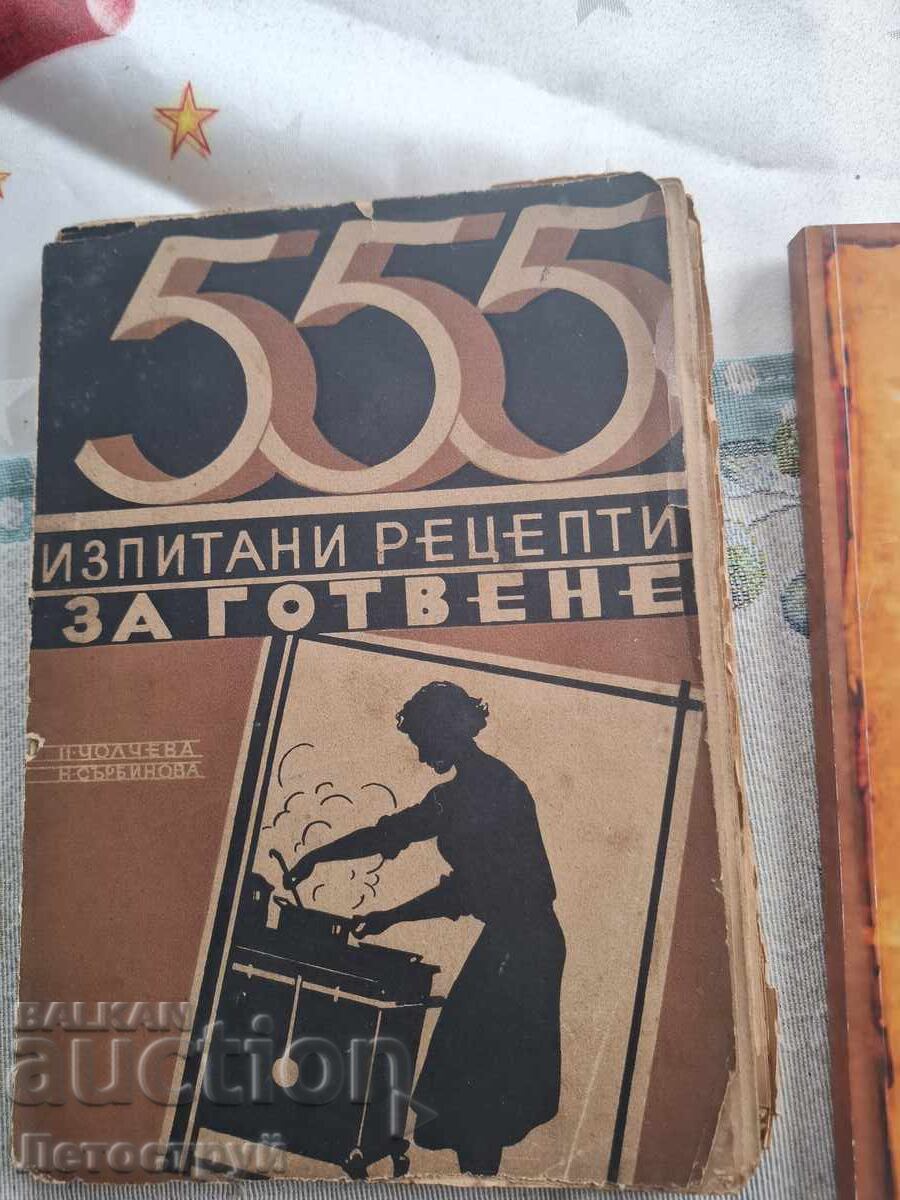 555
ИЗПИТАНИ РЕЦЕПТИ
ЗА ГОТВЕНЕ
П·ЧОЛЧЕВА
Н·СЪРБИНОВА
BALKAN
auction
Летоструй